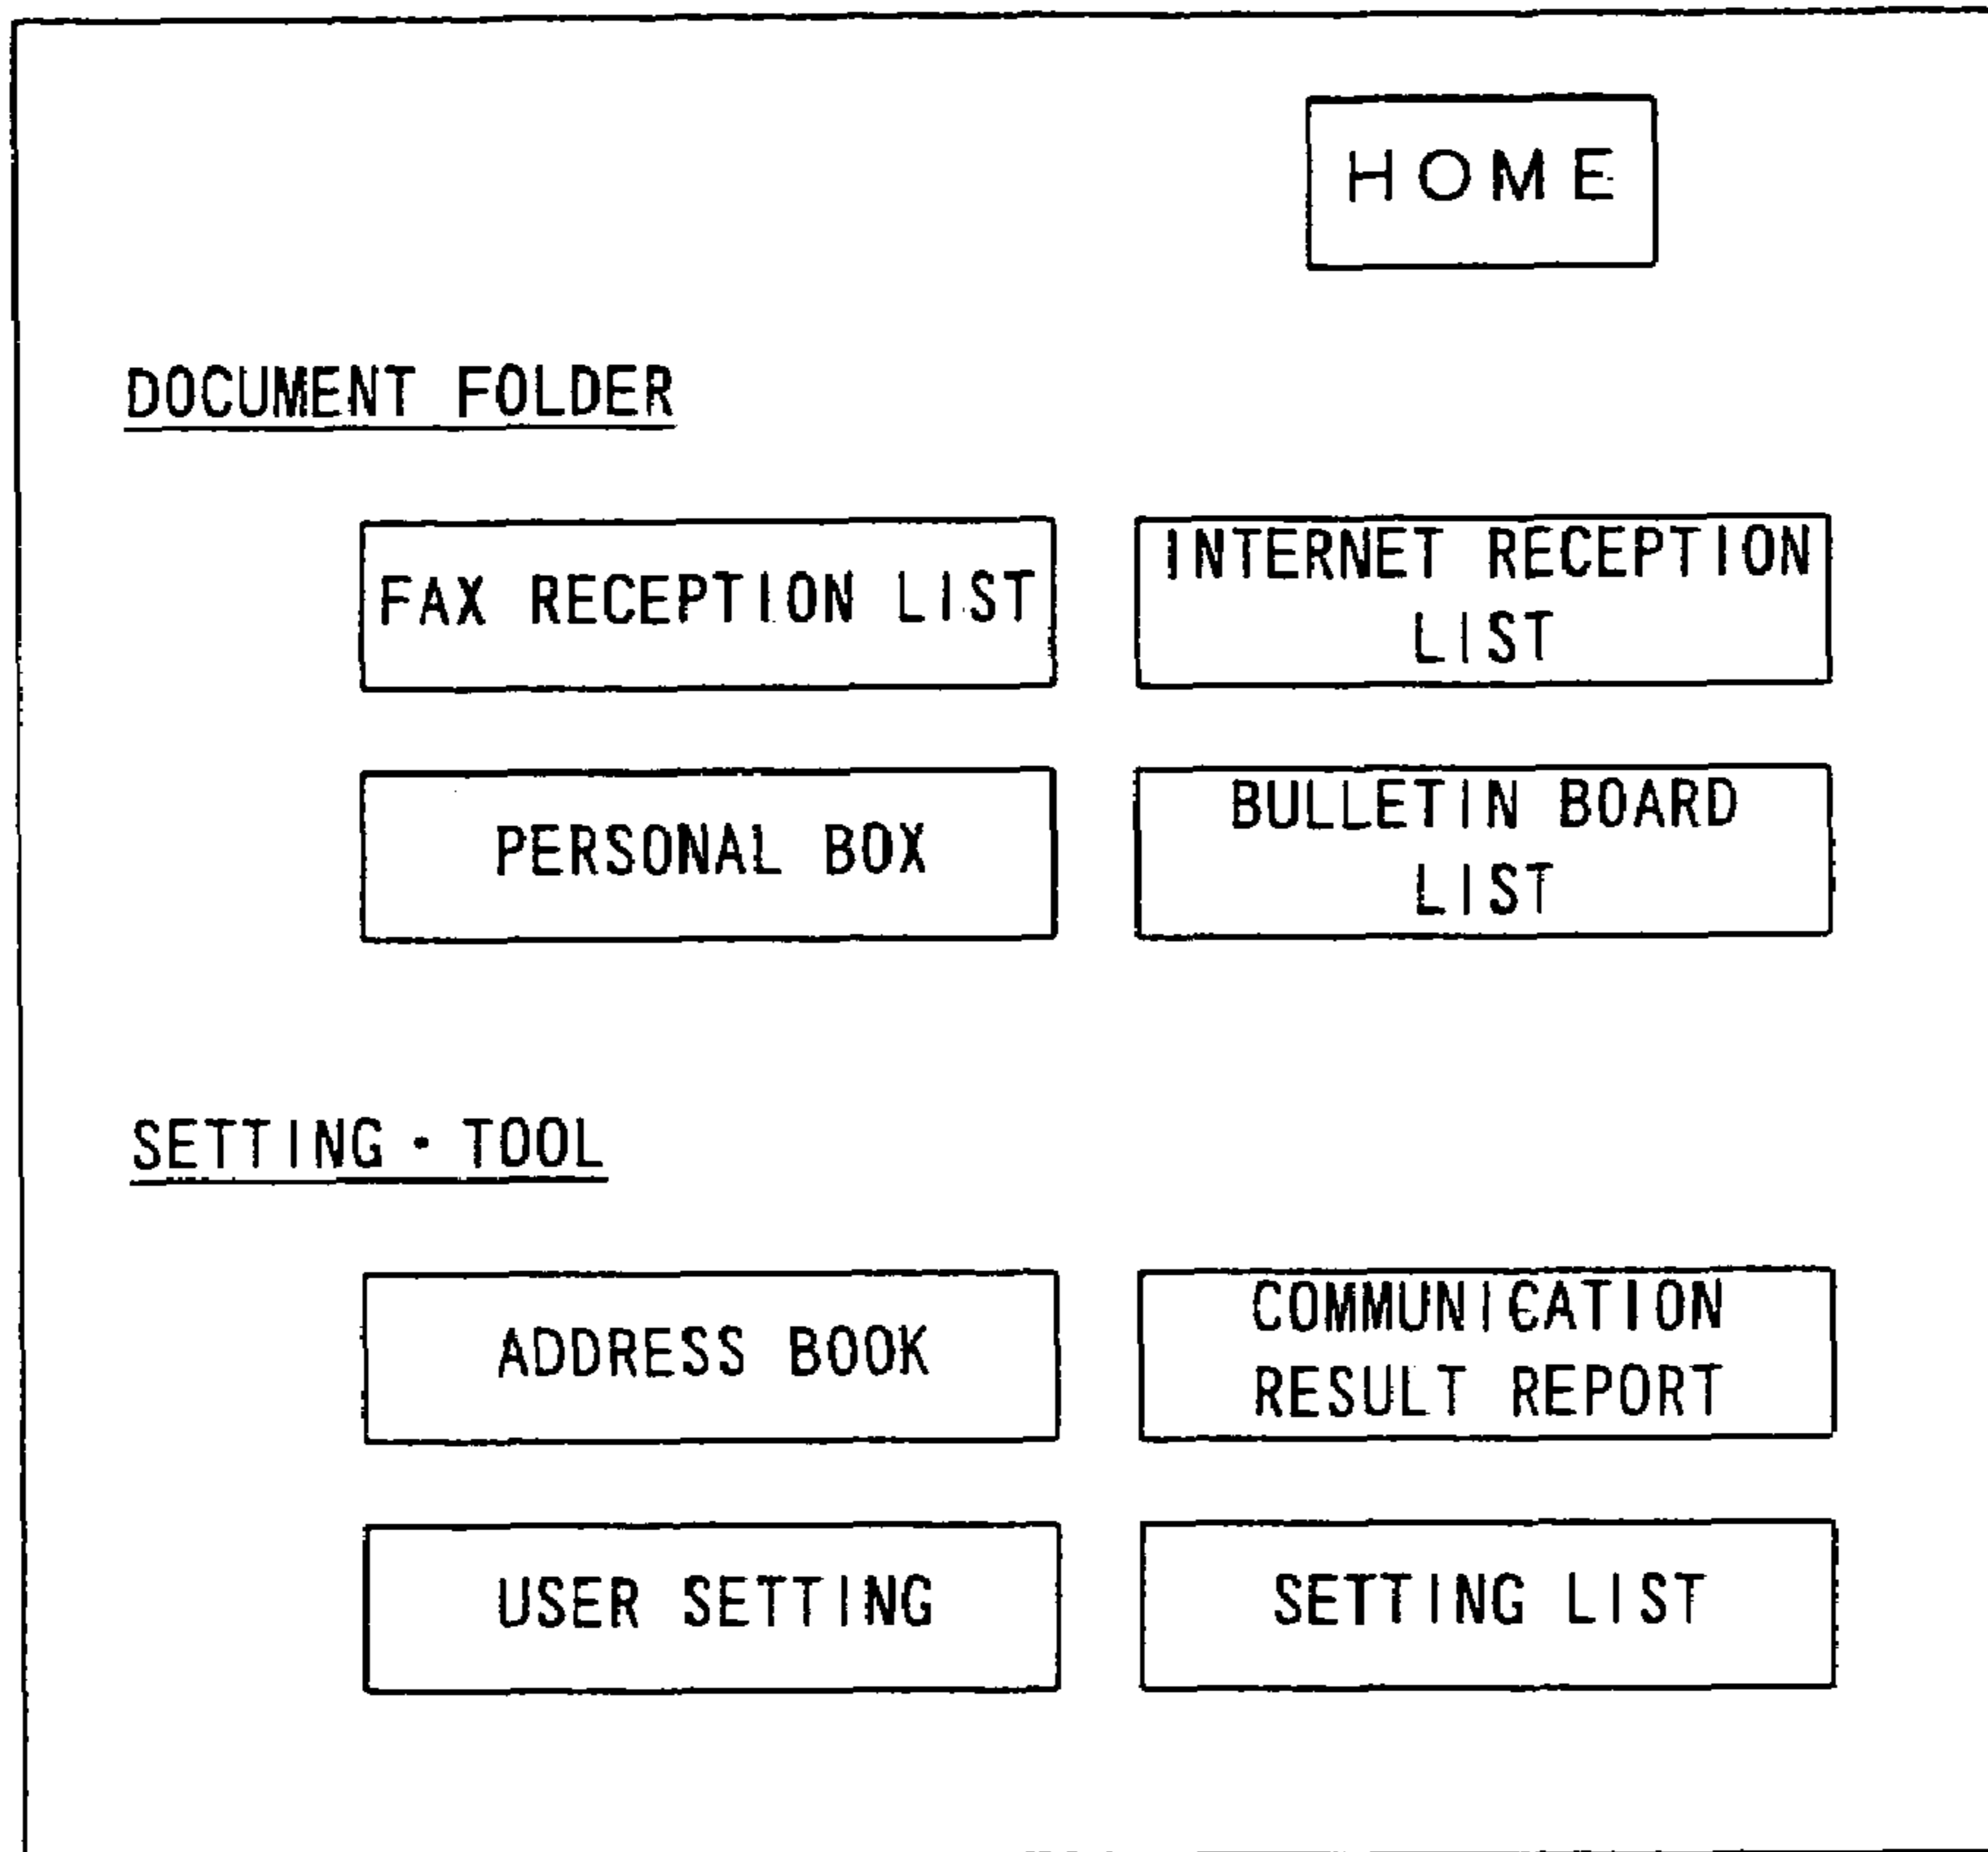 HOME
DOCUMENT FOLDER
FAX RECEPTION LIST
INTERNET RECEPTION
LIST
PERSONAL BOX
BULLETIN BOARD
LIST
SETTING・TOOL
ADDRESS BOOK
COMMUNICATION
RESULT REPORT
USER SETTING
SETTING LIST